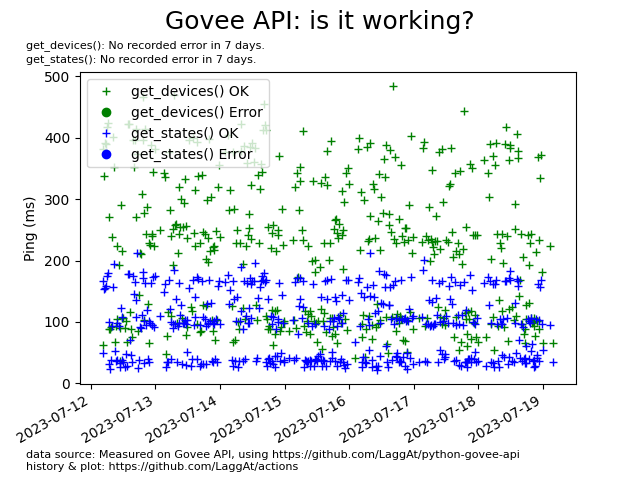 Govee API: is it working?
get_devices(): No recorded error in 7 days.
get_states(): No recorded error in 7 days.
500
400
300
200
100
0
Ping (ms)
get_devices() OK
get_devices() Error
get_states() OK
get_states() Error
2023-07-12
2023-07-13
2023-07-14
2023-07-15
2023-07-16
2023-07-17
2023-07-18
2023-07-19
data source: Measured on Govee API, using https://github.com/LaggAt/python-govee-api
history & plot: https://github.com/LaggAt/actions